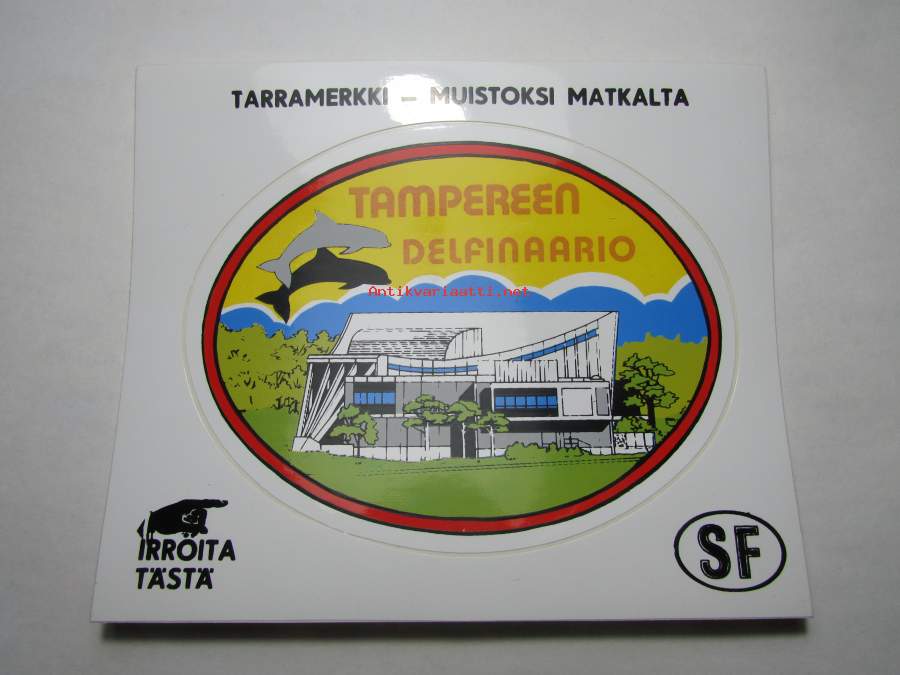 TARRAMERKKI – MUISTOKSI MATKALTA
TAMPEREEN
DELFINAARIO
Antikvariaatti.net
IRROITA
TÄSTÄ
SF